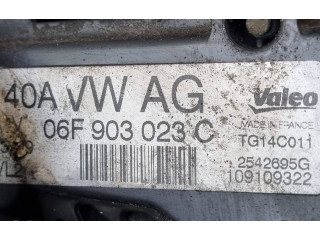 40A VW AG
Valeo
MADE IN FRANCE
06F 903 023 C
TG14C011
2542695G
109109322